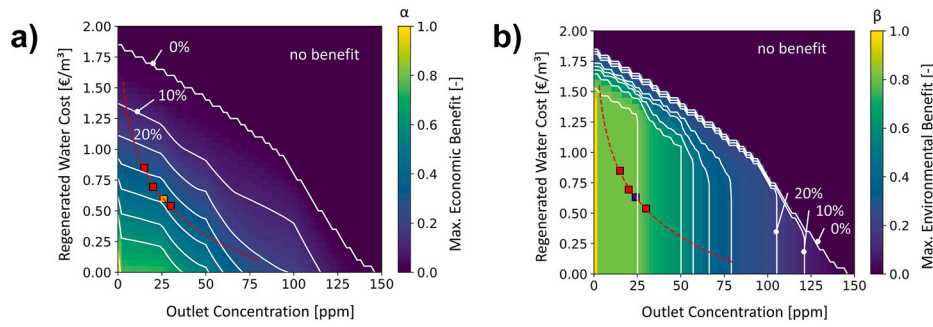 a)
Regenerated Water Cost [€/m³]
2.00
1.75
1.50
1.25
1.00
0.75
0.50
0.25
0.00
0%
10%
20%
no benefit
0 25 50 75 100 125 150
Outlet Concentration [ppm]
α
1.0
0.8
0.6
0.4
0.2
0.0
Max. Economic Benefit [-]
b)
Regenerated Water Cost [€/m³]
2.00
1.75
1.50
1.25
1.00
0.75
0.50
0.25
0.00
no benefit
20%
10%
0%
0 25 50 75 100 125 150
Outlet Concentration [ppm]
β
1.0
0.8
0.6
0.4
0.2
0.0
Max. Environmental Benefit [-]